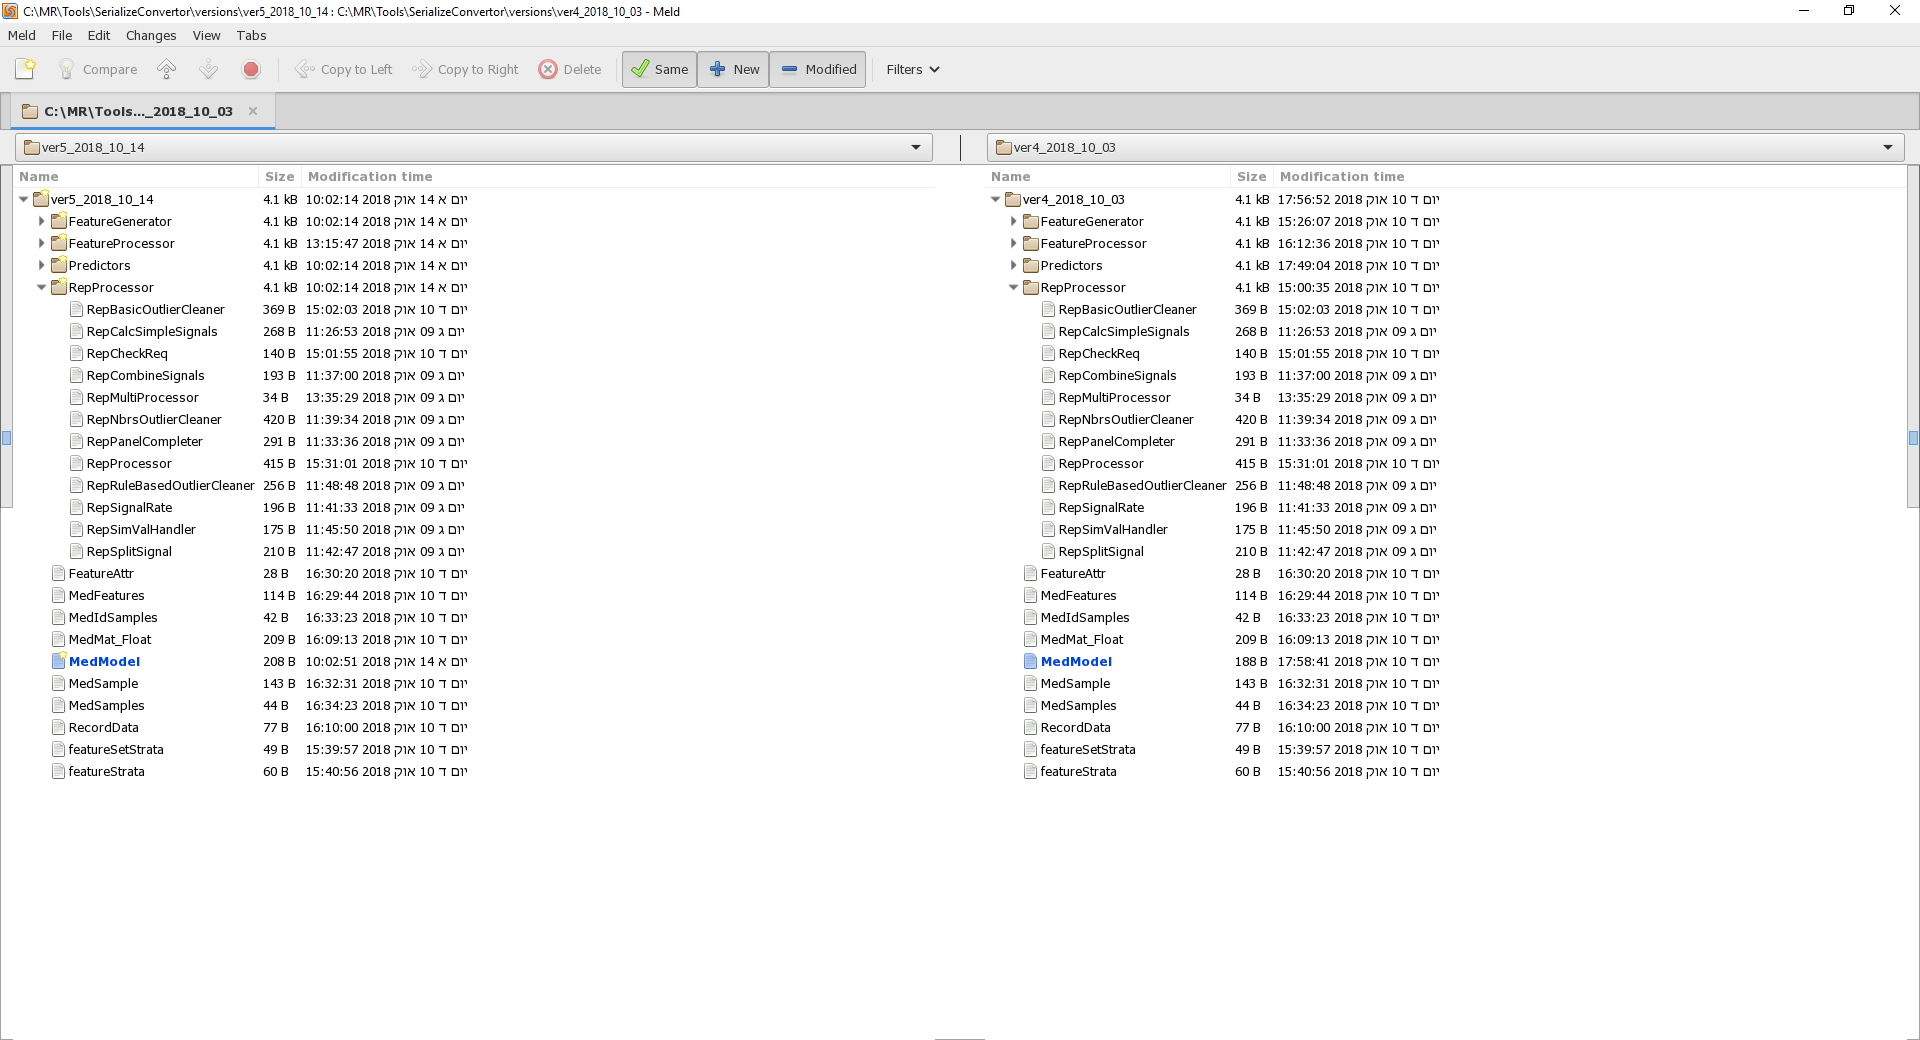 C:\MR\Tools\SerializeConvertor\versions\ver5_2018_10_14 : C:\MR\Tools\SerializeConvertor\versions\ver4_2018_10_03 - Meld
Meld File Edit Changes View Tabs
Compare Copy to Left Copy to Right Delete Same New Modified Filters
C:\MR\Tools..._2018_10_03
ver5_2018_10_14 ver4_2018_10_03
Name Size Modification time Name Size Modification time
ver5_2018_10_14 4.1 kB 10:02:14 2018 יום א 14 אוק ver4_2018_10_03 4.1 kB 17:56:52 2018 יום ד 10 אוק
FeatureGenerator 4.1 kB 10:02:14 2018 יום א 14 אוק FeatureGenerator 4.1 kB 15:26:07 2018 יום ד 10 אוק
FeatureProcessor 4.1 kB 13:15:47 2018 יום א 14 אוק FeatureProcessor 4.1 kB 16:12:36 2018 יום ד 10 אוק
Predictors 4.1 kB 10:02:14 2018 יום א 14 אוק Predictors 4.1 kB 17:49:04 2018 יום ד 10 אוק
RepProcessor 4.1 kB 10:02:14 2018 יום א 14 אוק RepProcessor 4.1 kB 15:00:35 2018 יום ד 10 אוק
RepBasicOutlierCleaner 369 B 15:02:03 2018 יום ד 10 אוק RepBasicOutlierCleaner 369 B 15:02:03 2018 יום ד 10 אוק
RepCalcSimpleSignals 268 B 11:26:53 2018 יום ג 09 אוק RepCalcSimpleSignals 268 B 11:26:53 2018 יום ג 09 אוק
RepCheckReq 140 B 15:01:55 2018 יום ד 10 אוק RepCheckReq 140 B 15:01:55 2018 יום ד 10 אוק
RepCombineSignals 193 B 11:37:00 2018 יום ג 09 אוק RepCombineSignals 193 B 11:37:00 2018 יום ג 09 אוק
RepMultiProcessor 34 B 13:35:29 2018 יום ג 09 אוק RepMultiProcessor 34 B 13:35:29 2018 יום ג 09 אוק
RepNbrsOutlierCleaner 420 B 11:39:34 2018 יום ג 09 אוק RepNbrsOutlierCleaner 420 B 11:39:34 2018 יום ג 09 אוק
RepPanelCompleter 291 B 11:33:36 2018 יום ג 09 אוק RepPanelCompleter 291 B 11:33:36 2018 יום ג 09 אוק
RepProcessor 415 B 15:31:01 2018 יום ד 10 אוק RepProcessor 415 B 15:31:01 2018 יום ד 10 אוק
RepRuleBasedOutlierCleaner 256 B 11:48:48 2018 יום ג 09 אוק RepRuleBasedOutlierCleaner 256 B 11:48:48 2018 יום ג 09 אוק
RepSignalRate 196 B 11:41:33 2018 יום ג 09 אוק RepSignalRate 196 B 11:41:33 2018 יום ג 09 אוק
RepSimValHandler 175 B 11:45:50 2018 יום ג 09 אוק RepSimValHandler 175 B 11:45:50 2018 יום ג 09 אוק
RepSplitSignal 210 B 11:42:47 2018 יום ג 09 אוק RepSplitSignal 210 B 11:42:47 2018 יום ג 09 אוק
FeatureAttr 28 B 16:30:20 2018 יום ד 10 אוק FeatureAttr 28 B 16:30:20 2018 יום ד 10 אוק
MedFeatures 114 B 16:29:44 2018 יום ד 10 אוק MedFeatures 114 B 16:29:44 2018 יום ד 10 אוק
MedIdSamples 42 B 16:33:23 2018 יום ד 10 אוק MedIdSamples 42 B 16:33:23 2018 יום ד 10 אוק
MedMat_Float 209 B 16:09:13 2018 יום ד 10 אוק MedMat_Float 209 B 16:09:13 2018 יום ד 10 אוק
MedModel 208 B 10:02:51 2018 יום א 14 אוק MedModel 188 B 17:58:41 2018 יום ד 10 אוק
MedSample 143 B 16:32:31 2018 יום ד 10 אוק MedSample 143 B 16:32:31 2018 יום ד 10 אוק
MedSamples 44 B 16:34:23 2018 יום ד 10 אוק MedSamples 44 B 16:34:23 2018 יום ד 10 אוק
RecordData 77 B 16:10:00 2018 יום ד 10 אוק RecordData 77 B 16:10:00 2018 יום ד 10 אוק
featureSetStrata 49 B 15:39:57 2018 יום ד 10 אוק featureSetStrata 49 B 15:39:57 2018 יום ד 10 אוק
featureStrata 60 B 15:40:56 2018 יום ד 10 אוק featureStrata 60 B 15:40:56 2018 יום ד 10 אוק